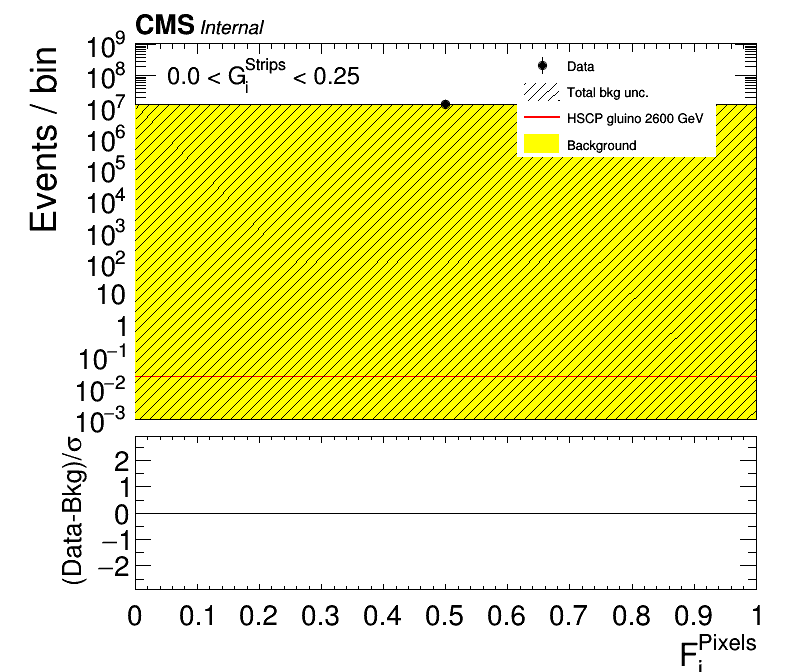 CMS Internal
0.0 < G_i^Strips < 0.25
Data
Total bkg unc.
HSCP gluino 2600 GeV
Background
Events / bin
10^9
10^8
10^7
10^6
10^5
10^4
10^3
10^2
10
1
10^−1
10^−2
10^−3
(Data-Bkg)/σ
2
1
0
−1
−2
0 0.1 0.2 0.3 0.4 0.5 0.6 0.7 0.8 0.9 1
F_i^Pixels